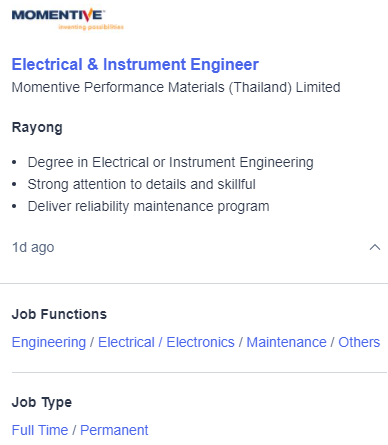 MOMENTIVE
inventing possibilities
Electrical & Instrument Engineer
Momentive Performance Materials (Thailand) Limited
Rayong
• Degree in Electrical or Instrument Engineering
• Strong attention to details and skillful
• Deliver reliability maintenance program
1d ago
Job Functions
Engineering / Electrical / Electronics / Maintenance / Others
Job Type
Full Time / Permanent